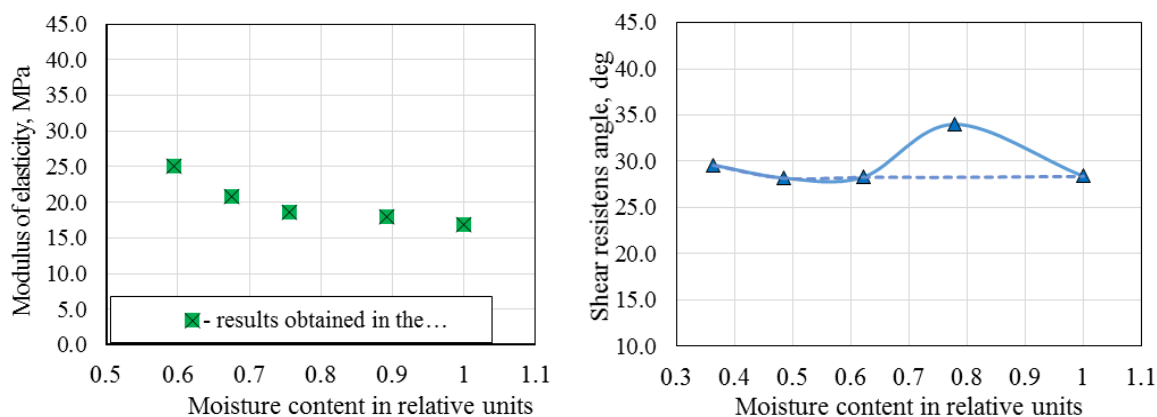 45.0
40.0
35.0
30.0
25.0
20.0
15.0
10.0
5.0
0.0
Modulus of elasticity, MPa
- results obtained in the…
0.5 0.6 0.7 0.8 0.9 1 1.1
Moisture content in relative units
45.0
40.0
35.0
30.0
25.0
20.0
15.0
10.0
Shear resistens angle, deg
0.3 0.4 0.5 0.6 0.7 0.8 0.9 1 1.1
Moisture content in relative units